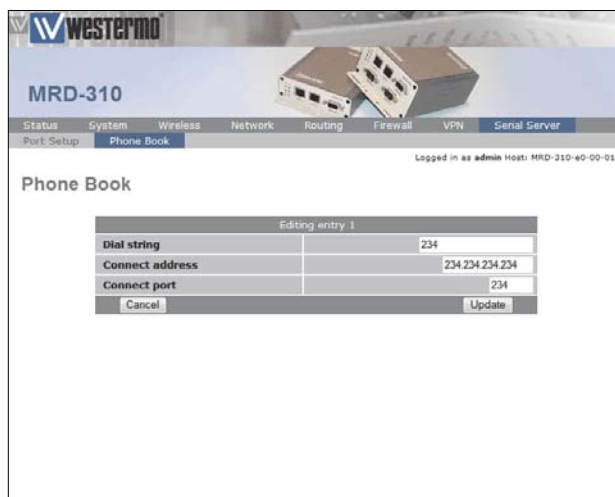 westermo
MRD-310
Status System Wireless Network Routing Firewall VPN Serial Server
Port Setup Phone Book
Logged in as admin Host: MRD-310-e0-00-01
Phone Book
Editing entry 1
Dial string 234
Connect address 234.234.234.234
Connect port 234
Cancel Update